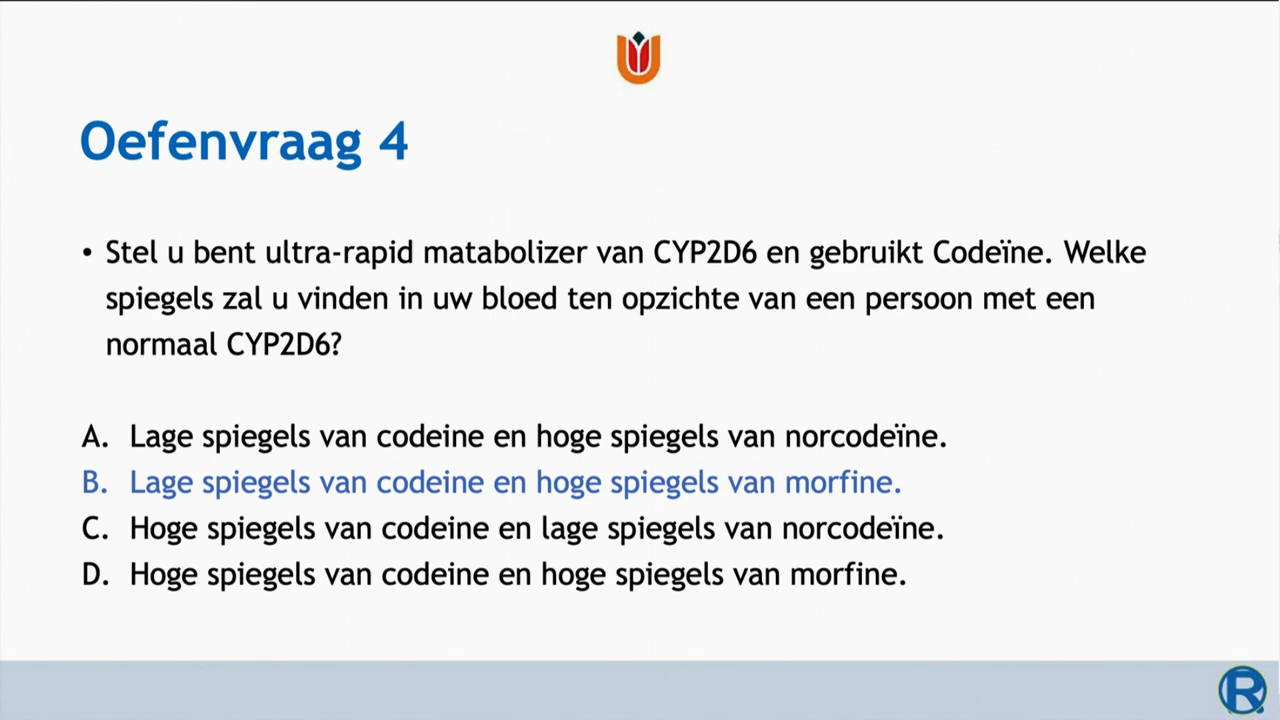 Oefenvraag 4
• Stel u bent ultra-rapid matabolizer van CYP2D6 en gebruikt Codeïne. Welke
spiegels zal u vinden in uw bloed ten opzichte van een persoon met een
normaal CYP2D6?
A. Lage spiegels van codeine en hoge spiegels van norcodeïne.
B. Lage spiegels van codeine en hoge spiegels van morfine.
C. Hoge spiegels van codeine en lage spiegels van norcodeïne.
D. Hoge spiegels van codeine en hoge spiegels van morfine.
R